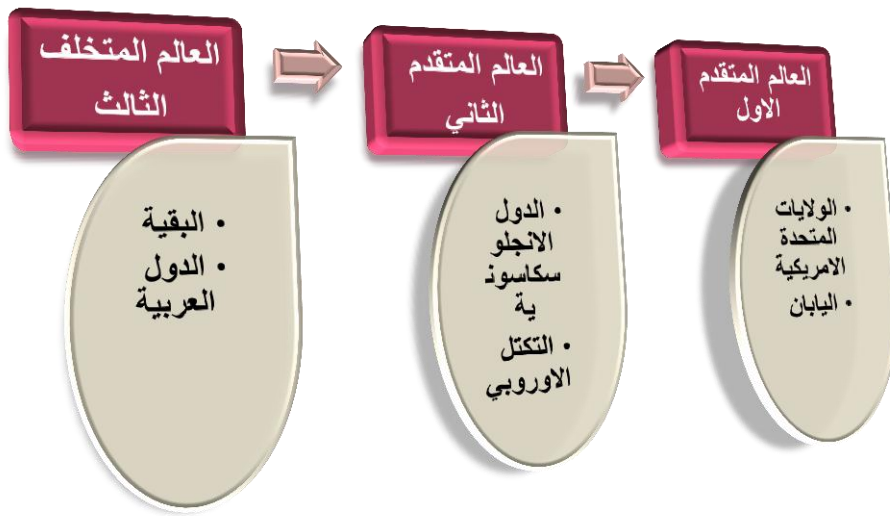 العالم المتقدم
الاول
• الولايات
المتحدة
الامريكية
• اليابان
العالم المتقدم
الثاني
• الدول
الانجلو
سكاسوذ
ية
• التكتل
الاوروبي
العالم المتخلف
الثالث
• البقية
• الدول
العربية